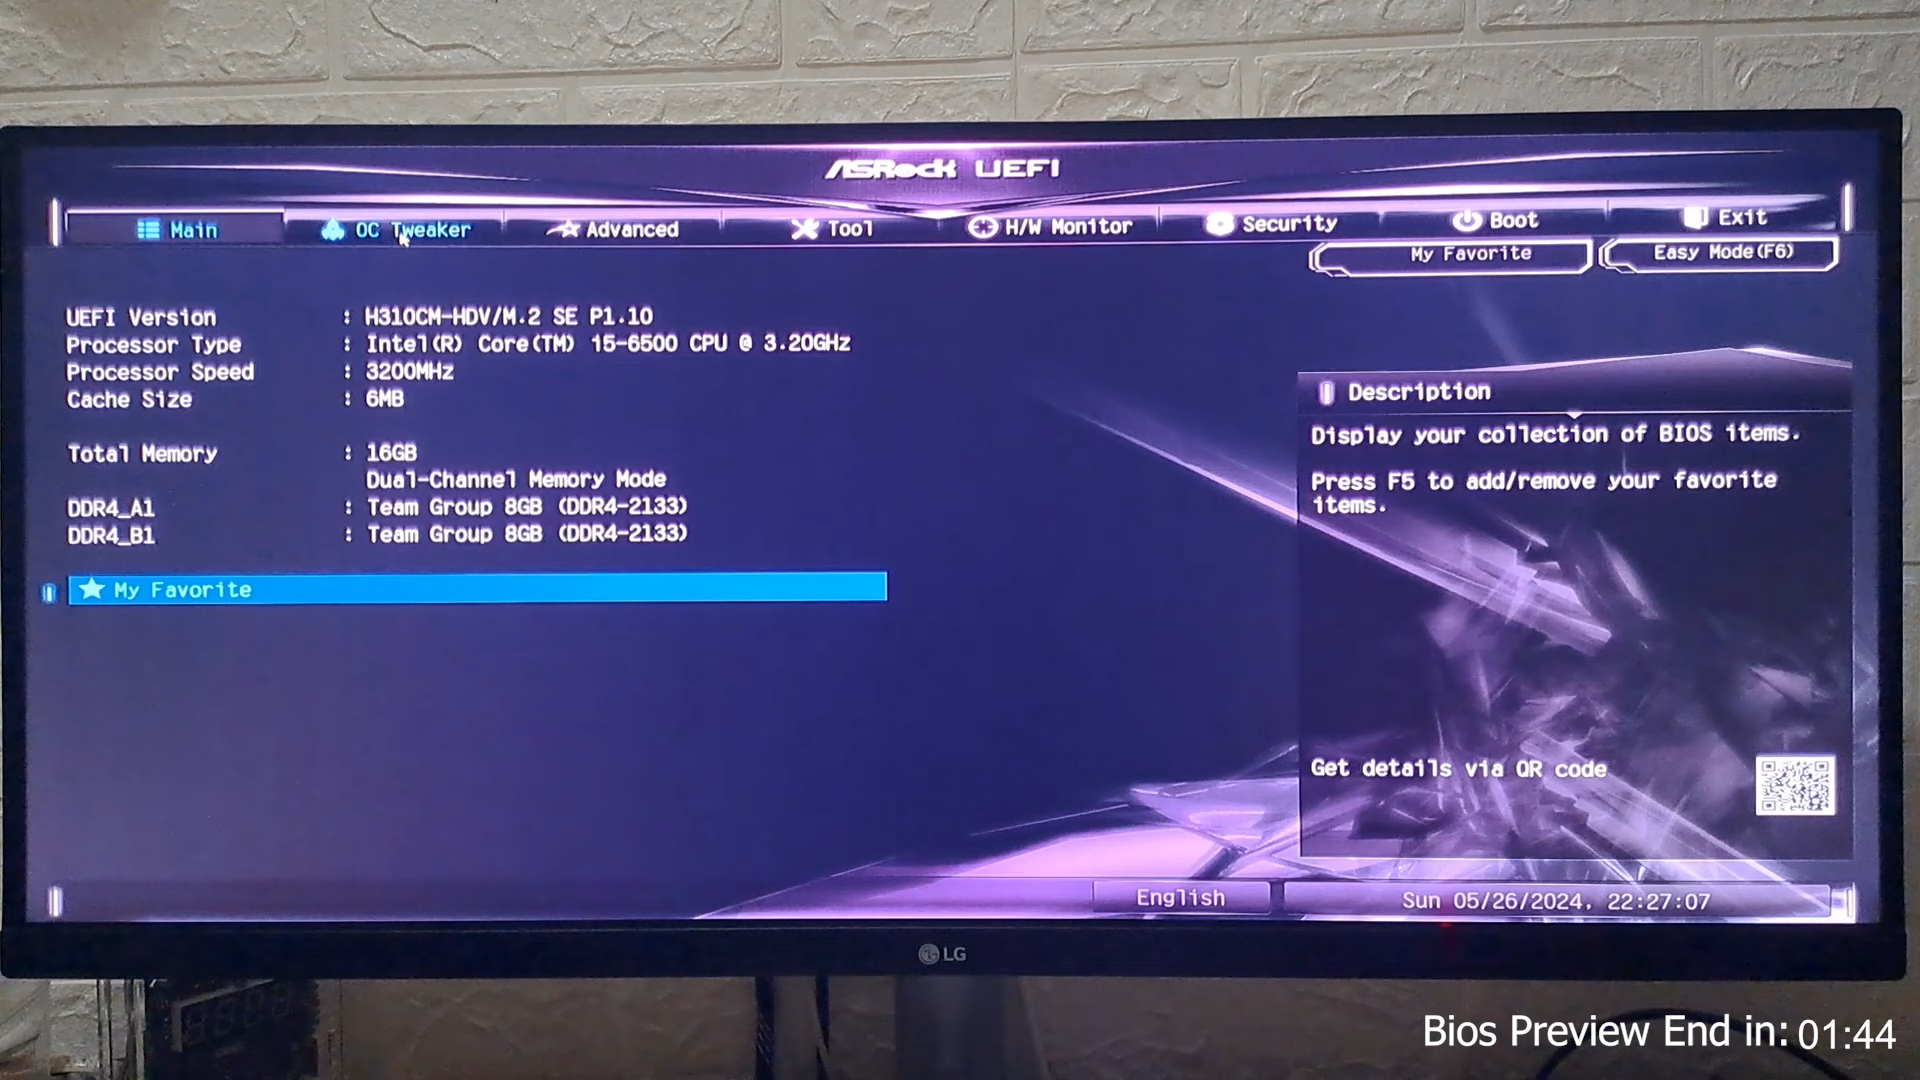 ASRock UEFI
Main OC Tweaker Advanced Tool H/W Monitor Security Boot Exit
My Favorite Easy Mode(F6)
UEFI Version : H310CM-HDV/M.2 SE P1.10
Processor Type : Intel(R) Core(TM) i5-6500 CPU @ 3.20GHz
Processor Speed : 3200MHz
Cache Size : 6MB
Total Memory : 16GB
Dual-Channel Memory Mode
DDR4_A1 : Team Group 8GB (DDR4-2133)
DDR4_B1 : Team Group 8GB (DDR4-2133)
My Favorite
Description
Display your collection of BIOS items.
Press F5 to add/remove your favorite
items.
Get details via QR code
English
Sun 05/26/2024, 22:27:07
LG
Bios Preview End in: 01:44